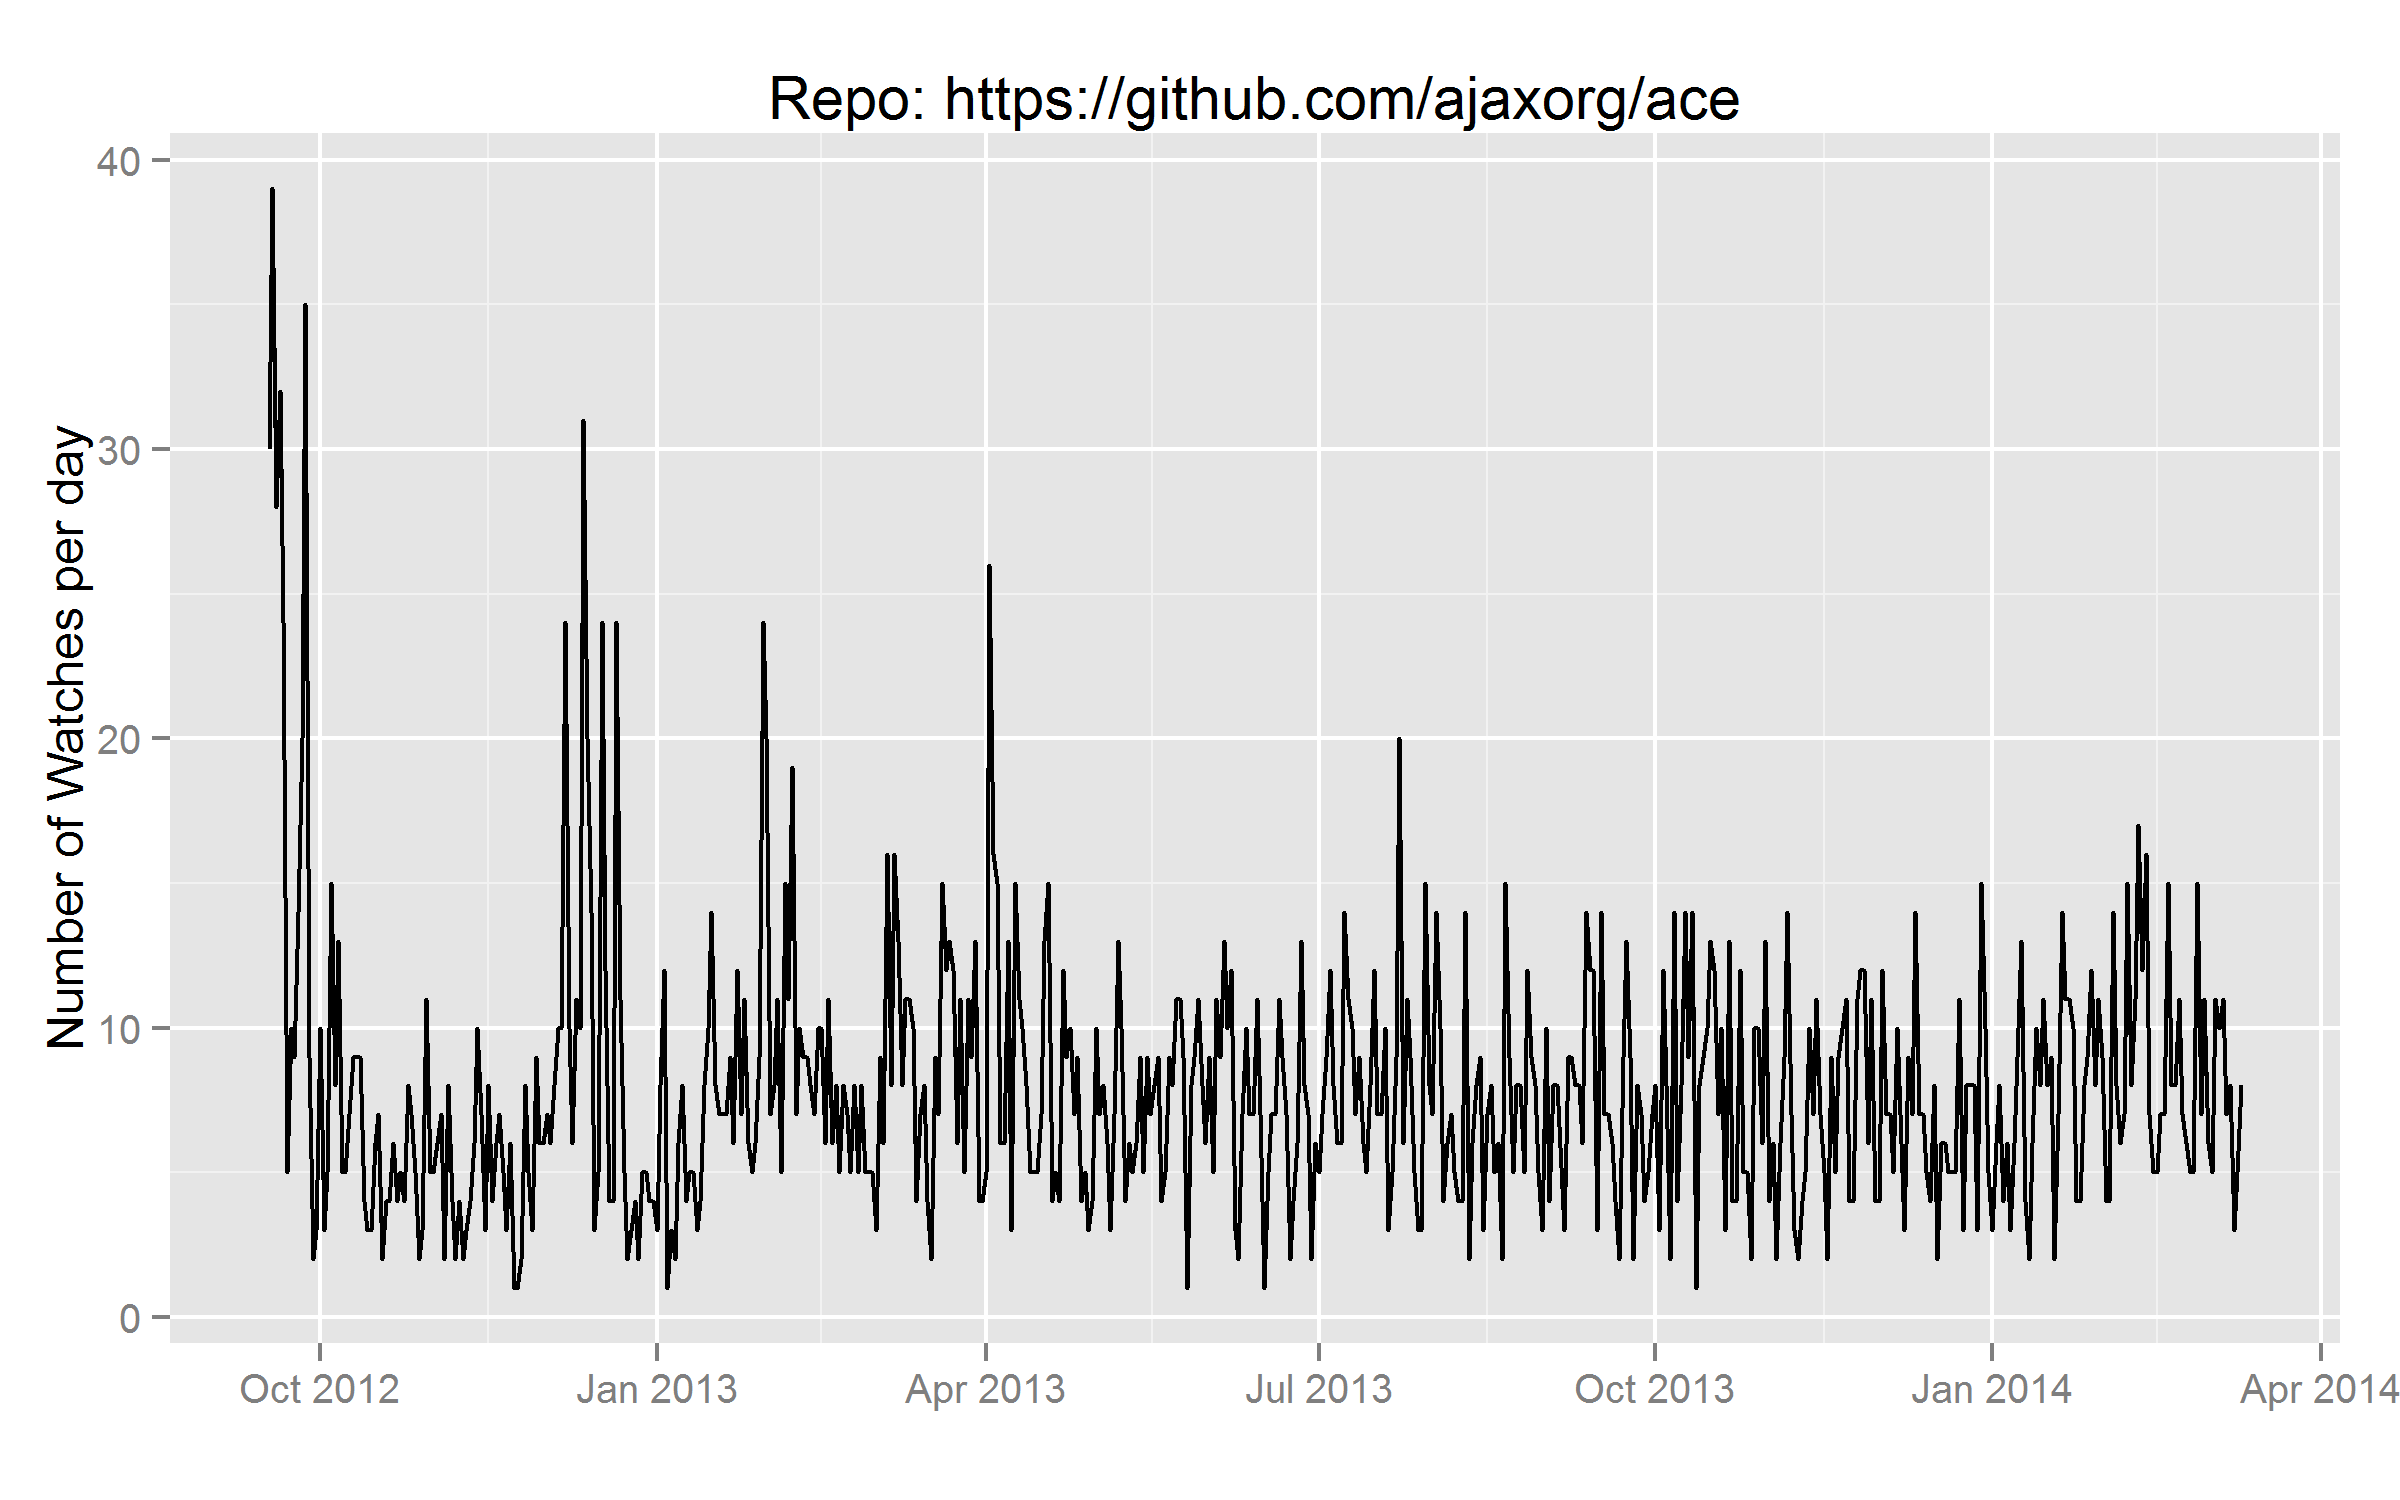 Repo: https://github.com/ajaxorg/ace
Number of Watches per day
40
30
20
10
0
Oct 2012
Jan 2013
Apr 2013
Jul 2013
Oct 2013
Jan 2014
Apr 2014